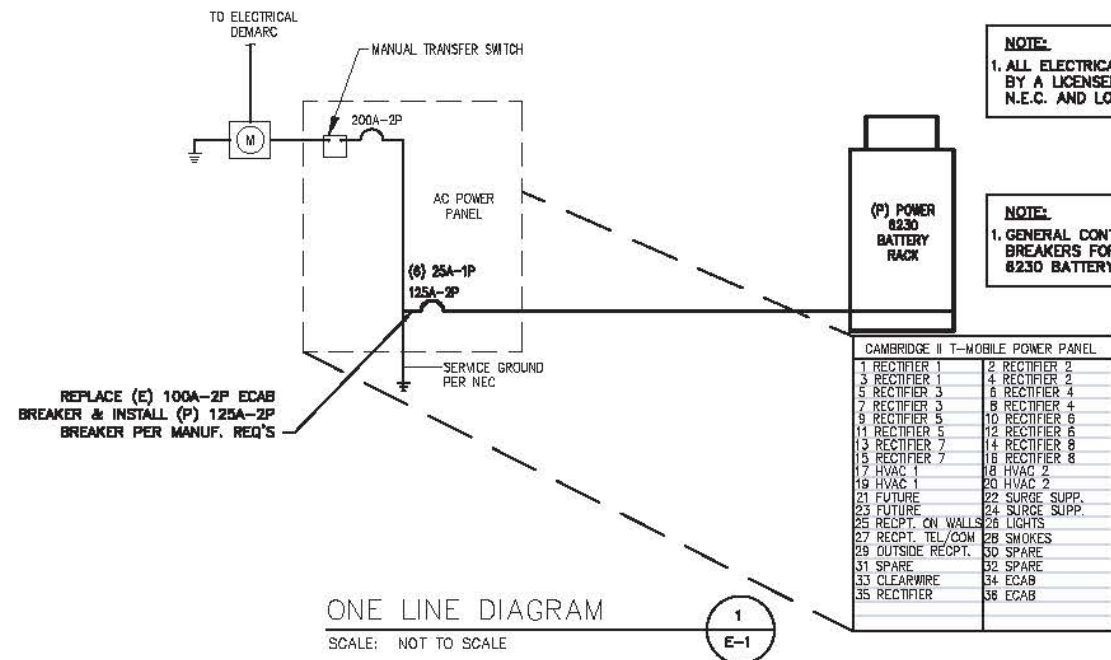 TO ELECTRICAL
DEMARC
MANUAL TRANSFER SWITCH
200A-2P
M
AC POWER
PANEL
(6) 25A-1P
125A-2P
SERVICE GROUND
PER NEC
REPLACE (E) 100A-2P ECAB
BREAKER & INSTALL (P) 125A-2P
BREAKER PER MANUF. REQ'S
(P) POWER
6230
BATTERY
RACK
NOTE:
1. ALL ELECTRICA
BY A LICENSE
N.E.C. AND LO
NOTE:
1. GENERAL CONT
BREAKERS FOR
6230 BATTERY
CAMBRIDGE II T-MOBILE POWER PANEL
1 RECTIFIER 1 2 RECTIFIER 2
3 RECTIFIER 1 4 RECTIFIER 2
5 RECTIFIER 3 6 RECTIFIER 4
7 RECTIFIER 3 8 RECTIFIER 4
9 RECTIFIER 5 10 RECTIFIER 6
11 RECTIFIER 5 12 RECTIFIER 6
13 RECTIFIER 7 14 RECTIFIER 8
15 RECTIFIER 7 16 RECTIFIER 8
17 HVAC 1 18 HVAC 2
19 HVAC 1 20 HVAC 2
21 FUTURE 22 SURGE SUPP.
23 FUTURE 24 SURGE SUPP.
25 RECPT. ON WALLS 26 LIGHTS
27 RECPT. TEL/COM 28 SMOKES
29 OUTSIDE RECPT. 30 SPARE
31 SPARE 32 SPARE
33 CLEARWIRE 34 ECAB
35 RECTIFIER 36 ECAB
ONE LINE DIAGRAM
SCALE: NOT TO SCALE
1
E-1